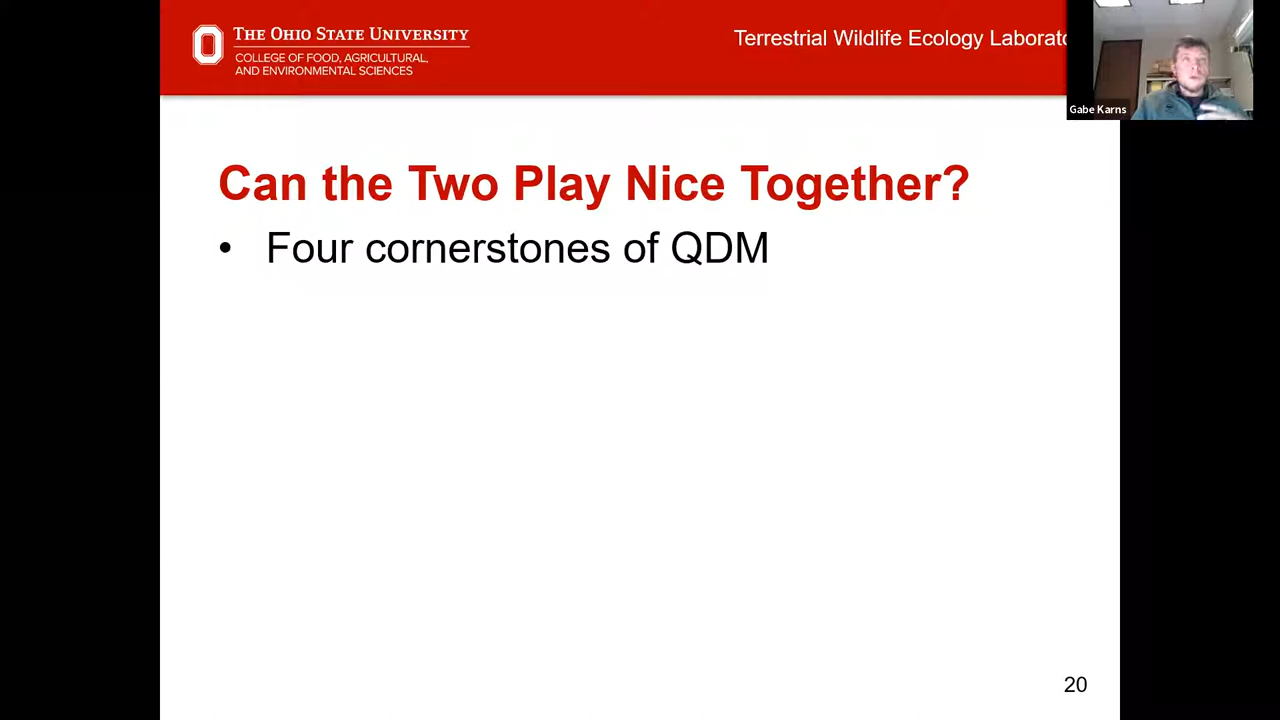 THE OHIO STATE UNIVERSITY
COLLEGE OF FOOD, AGRICULTURAL,
AND ENVIRONMENTAL SCIENCES
Terrestrial Wildlife Ecology
Gabe Karns
Can the Two Play Nice Together?
• Four cornerstones of QDM
20